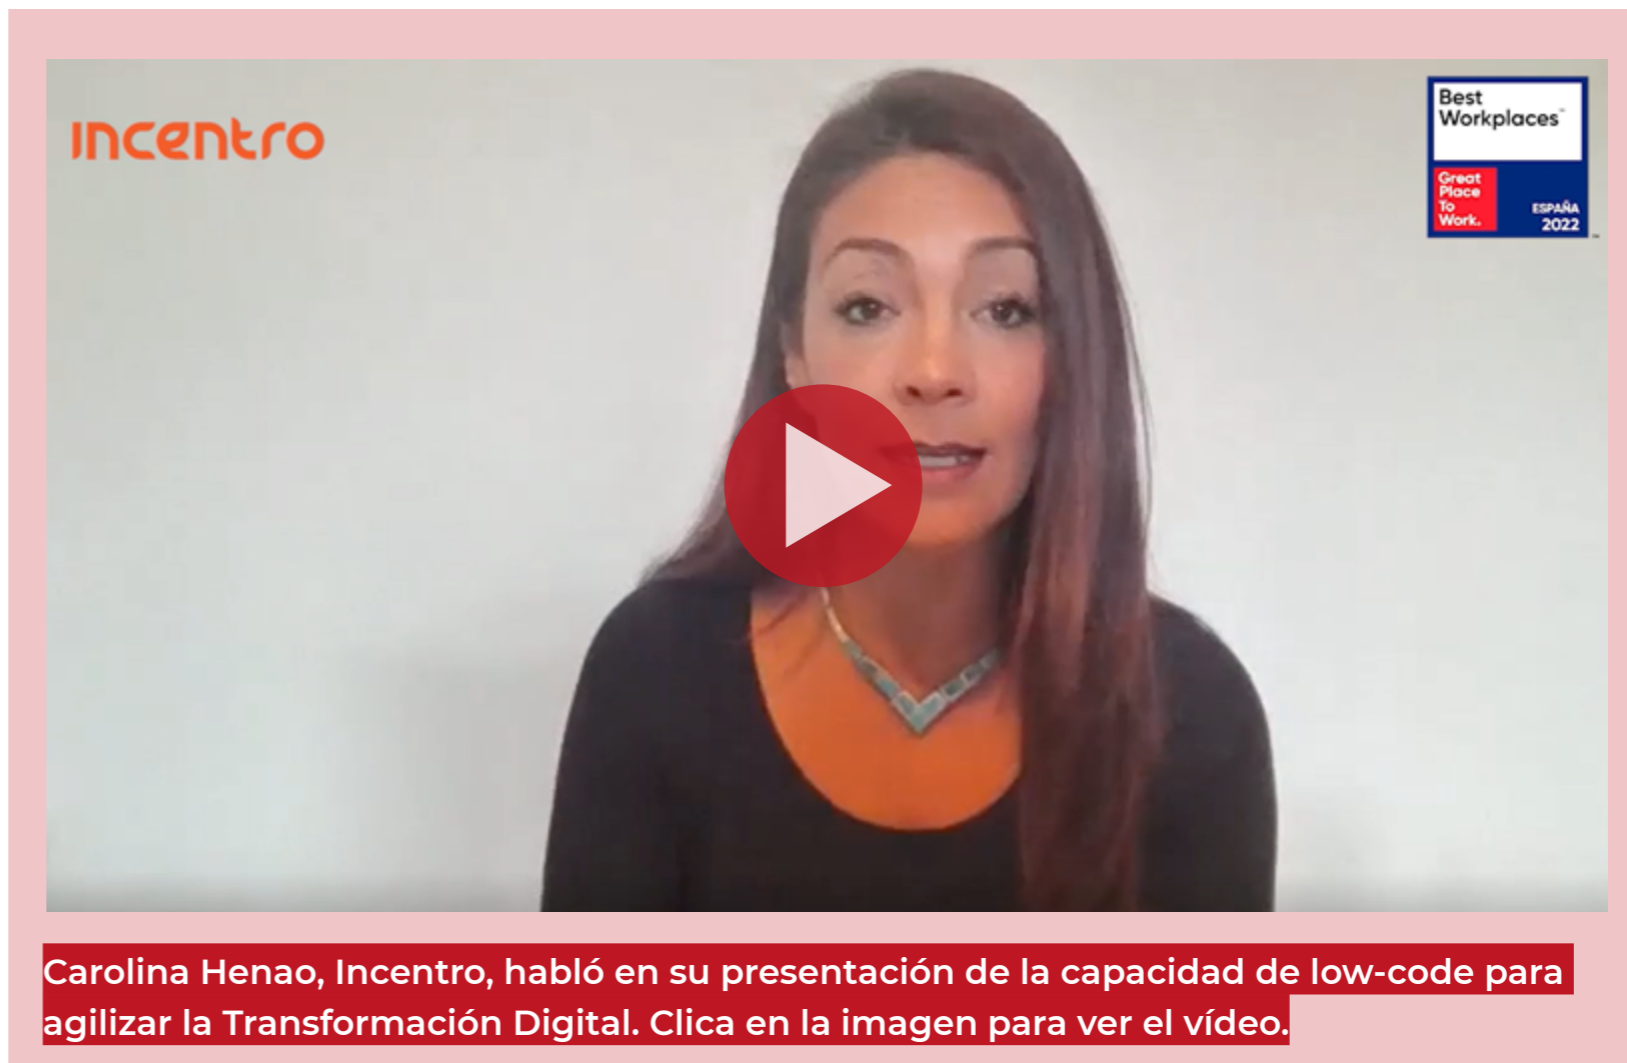 Incentro
Best
Workplaces™
Great
Place
To
Work.
ESPAÑA
2022
Carolina Henao, Incentro, habló en su presentación de la capacidad de low-code para
agilizar la Transformación Digital. Clica en la imagen para ver el vídeo.